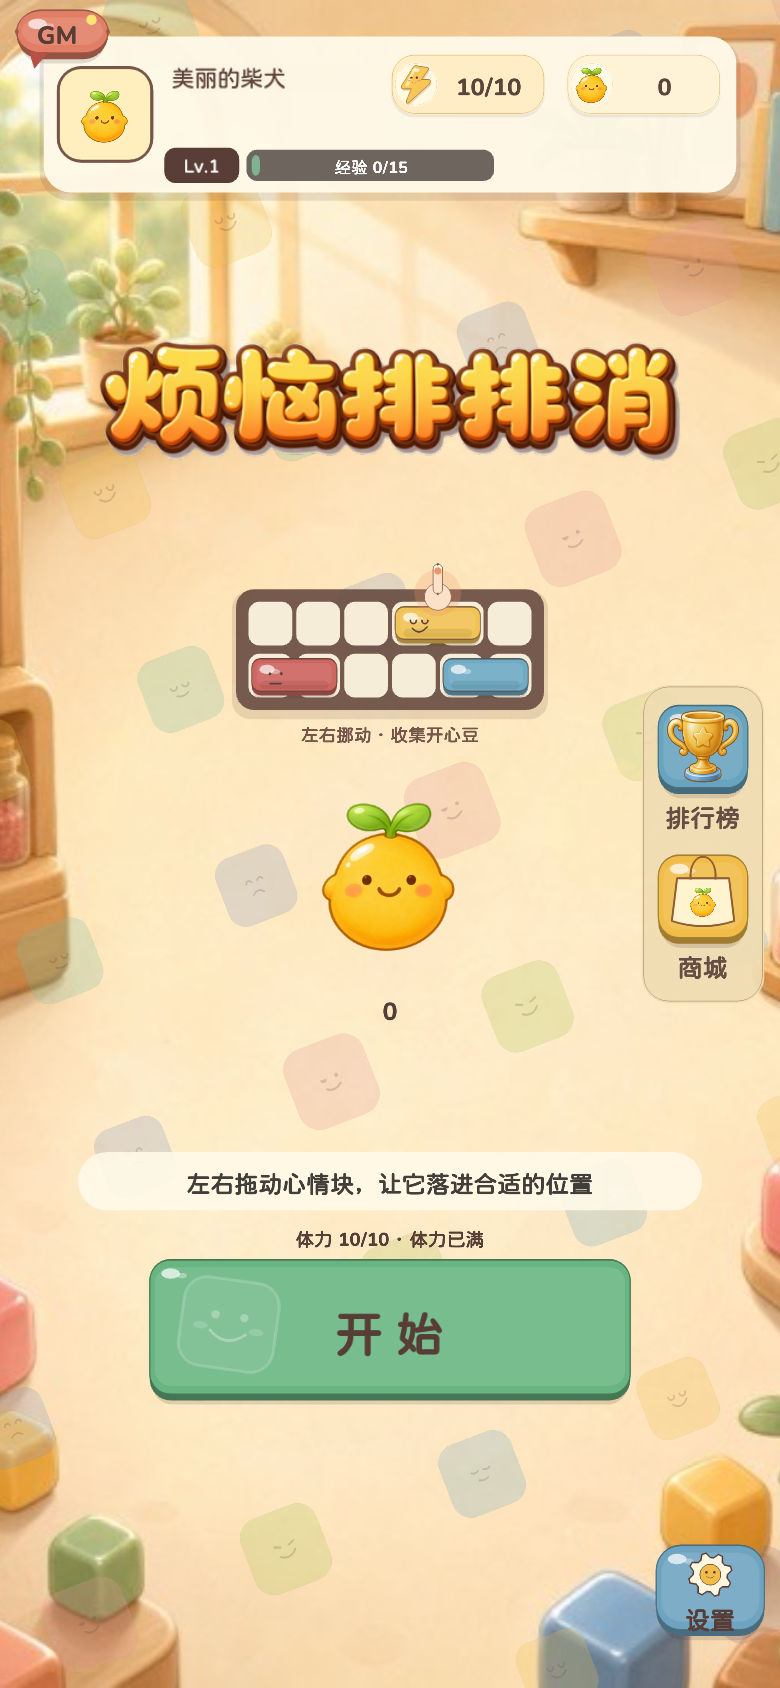 GM
美丽的柴犬
10/10
0
Lv.1
经验 0/15
烦恼排排消
左右挪动 · 收集开心豆
排行榜
商城
0
左右拖动心情块，让它落进合适的位置
体力 10/10 · 体力已满
开始
设置